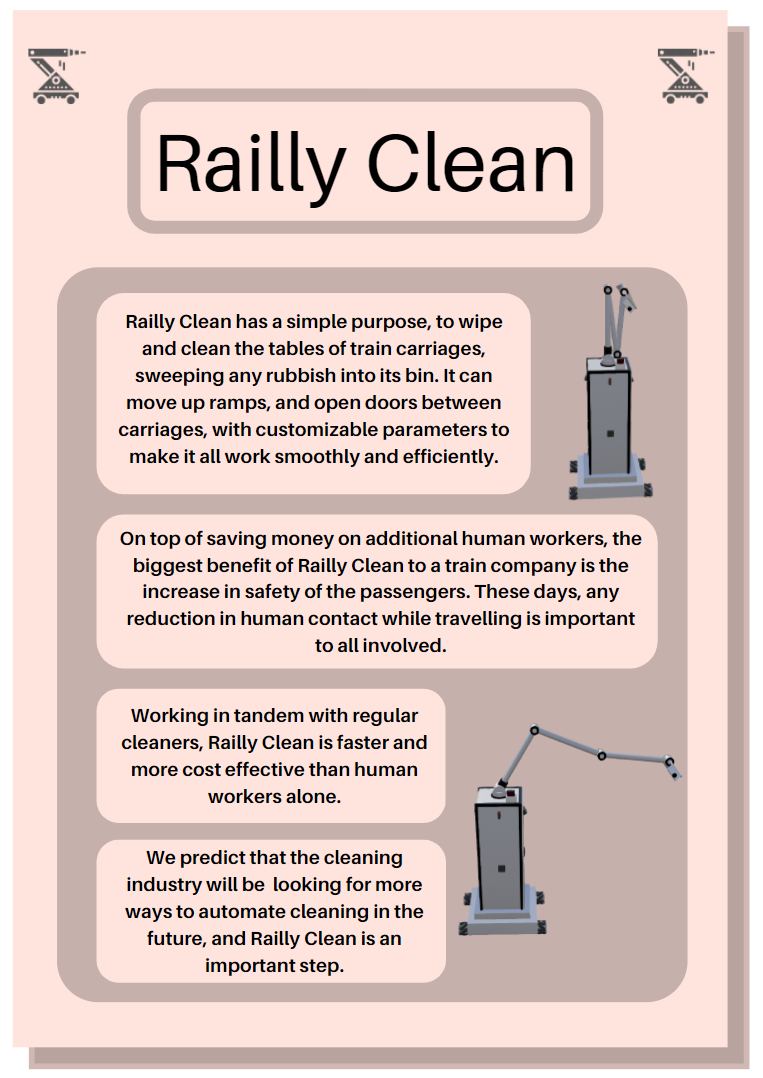 Railly Clean
Railly Clean has a simple purpose, to wipe
and clean the tables of train carriages,
sweeping any rubbish into its bin. It can
move up ramps, and open doors between
carriages, with customizable parameters to
make it all work smoothly and efficiently.
On top of saving money on additional human workers, the
biggest benefit of Railly Clean to a train company is the
increase in safety of the passengers. These days, any
reduction in human contact while travelling is important
to all involved.
Working in tandem with regular
cleaners, Railly Clean is faster and
more cost effective than human
workers alone.
We predict that the cleaning
industry will be  looking for more
ways to automate cleaning in the
future, and Railly Clean is an
important step.